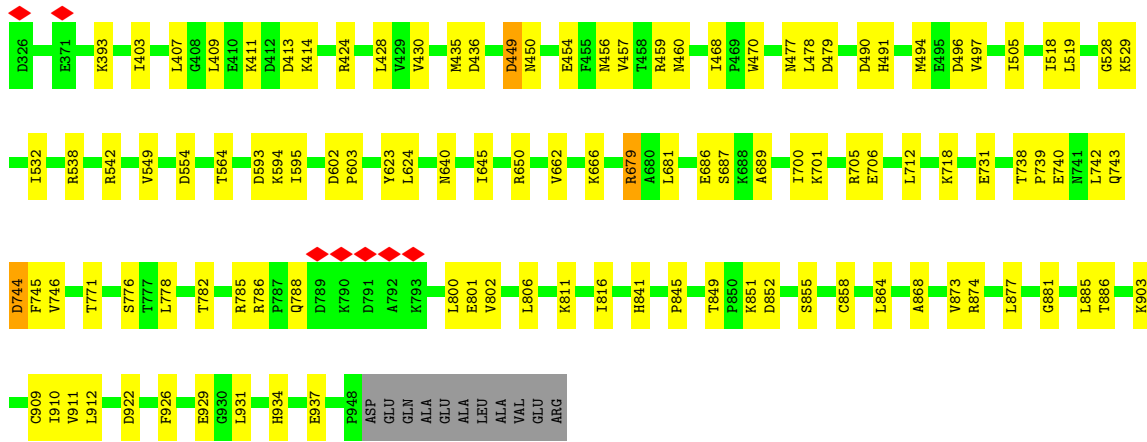 D326 E371 K393 I403 L407 G408 L409 E410 K411 D412 D413 K414 R424 L428 V429 V430 M435 D436 D449 N450 E454 F455 N456 V457 T458 R459 N460 I468 P469 W470 N477 L478 D479 D490 H491 M494 E495 D496 V497 I505 I518 L519 G528 K529
I532 R538 R542 V549 D554 T564 D593 K594 I595 D602 P603 Y623 L624 N640 I645 R650 V662 K666 R679 A680 L681 E686 S687 K688 A689 I700 K701 R705 E706 L712 K718 E731 T738 P739 E740 N741 L742 Q743
D744 F745 V746 T771 S776 T777 L778 T782 R785 R786 P787 Q788 D789 K790 D791 A792 K793 L800 E801 V802 L806 K811 I816 H841 P845 T849 P850 K851 D852 S855 C858 L864 A868 V873 R874 L877 G881 L885 T886 K903
C909 I910 V911 L912 D922 F926 E929 G930 L931 H934 E937 P948 ASP GLU GLN ALA GLU ALA LEU ALA VAL GLU ARG